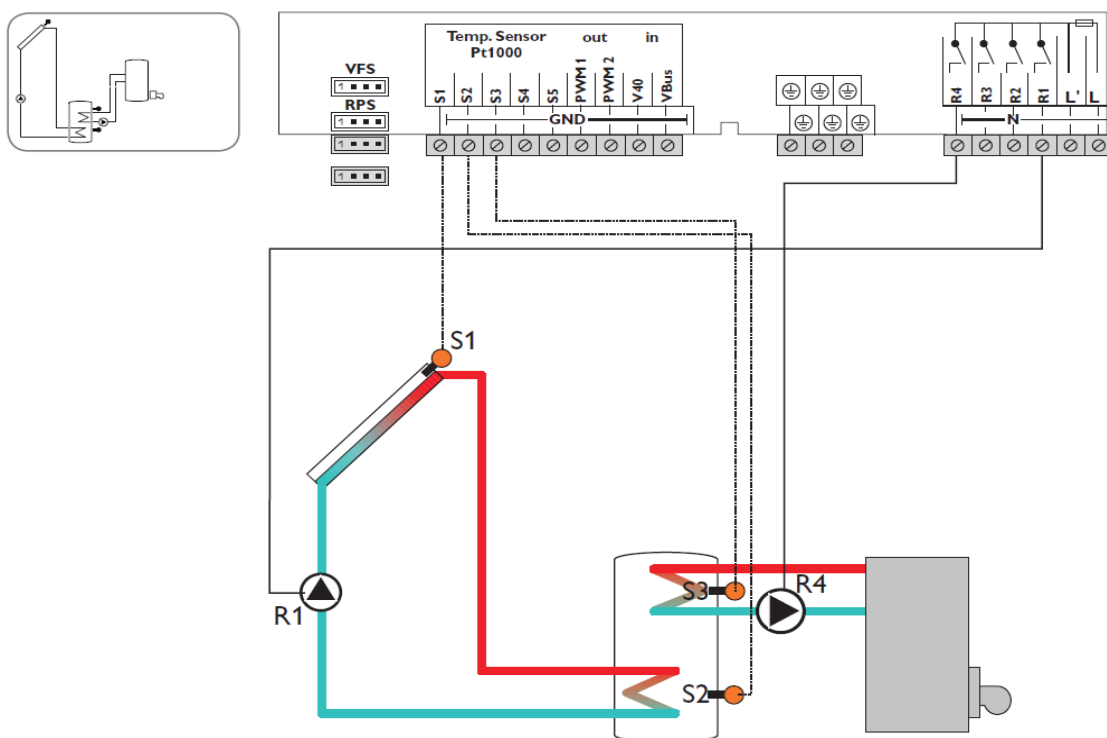 Temp. Sensor out in
Pt1000
VFS
RPS
1
1
1
1
S1 S2 S3 S4 S5 PWM 1 PWM 2 V40 VBus
GND
R4 R3 R2 R1 L' L
N
S1
S3
R4
R1
S2